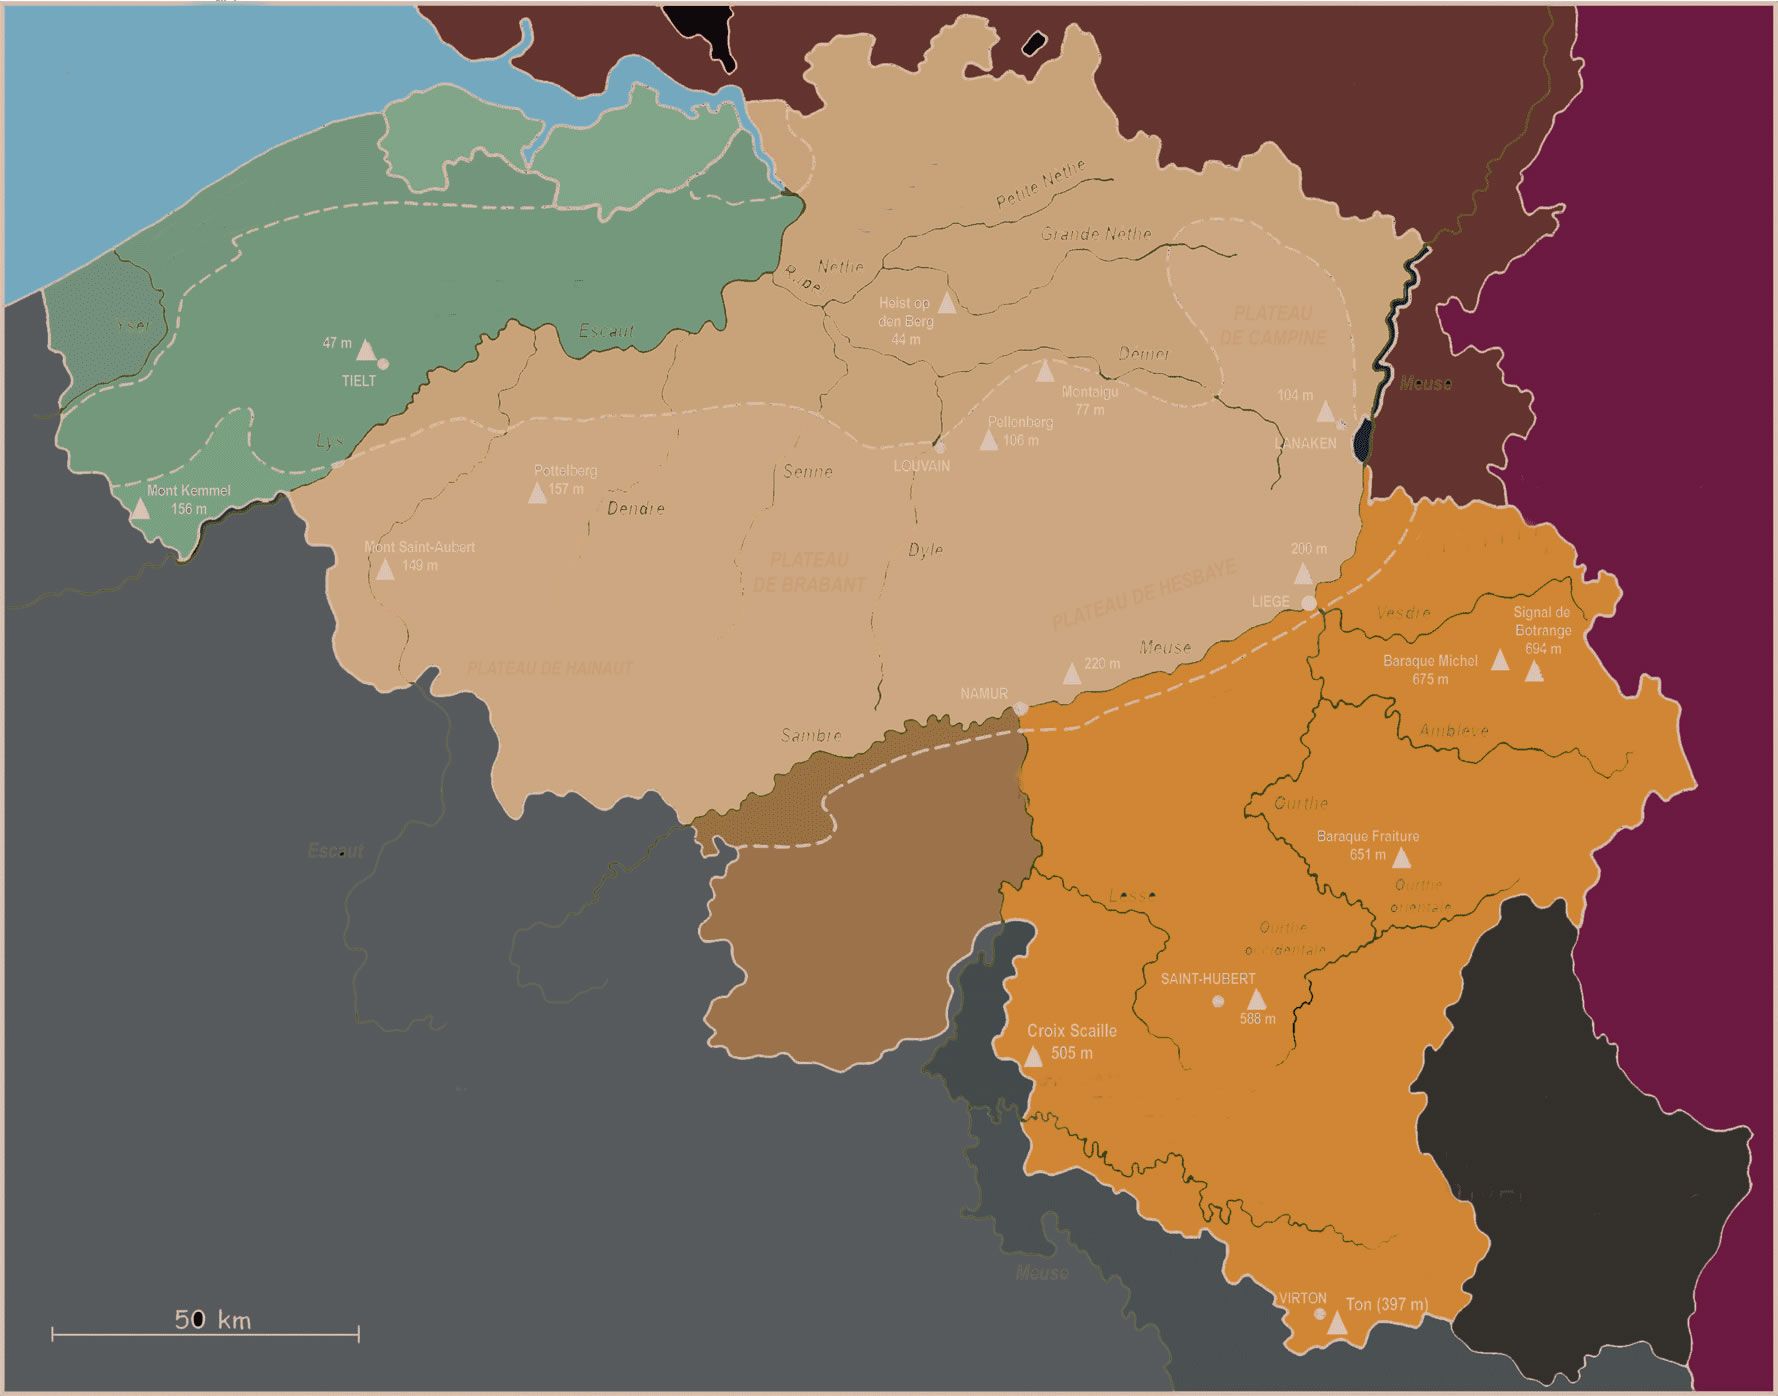 Petite Nèthe
Grande Nèthe
Nèthe
Rupel
Heist op
den Berg
44 m
PLATEAU
DE CAMPINE
Yser
Escaut
47 m
TIELT
Démer
Meuse
Montaigu
77 m
104 m
LANAKEN
Lys
Pellenberg
106 m
LOUVAIN
Senne
Pottelberg
157 m
Dendre
Mont Kemmel
156 m
Mont Saint-Aubert
149 m
PLATEAU
DE BRABANT
Dyle
200 m
PLATEAU DE HESBAYE
LIEGE
Vesdre
Signal de
Botrange
694 m
Baraque Michel
675 m
Meuse
220 m
PLATEAU DE HAINAUT
NAMUR
Sambre
Amblève
Ourthe
Baraque Fraiture
651 m
Escaut
Ourthe
orientale
Lesse
Ourthe
occidentale
SAINT-HUBERT
588 m
Croix Scaille
505 m
Meuse
VIRTON
Ton (397 m)
50 km